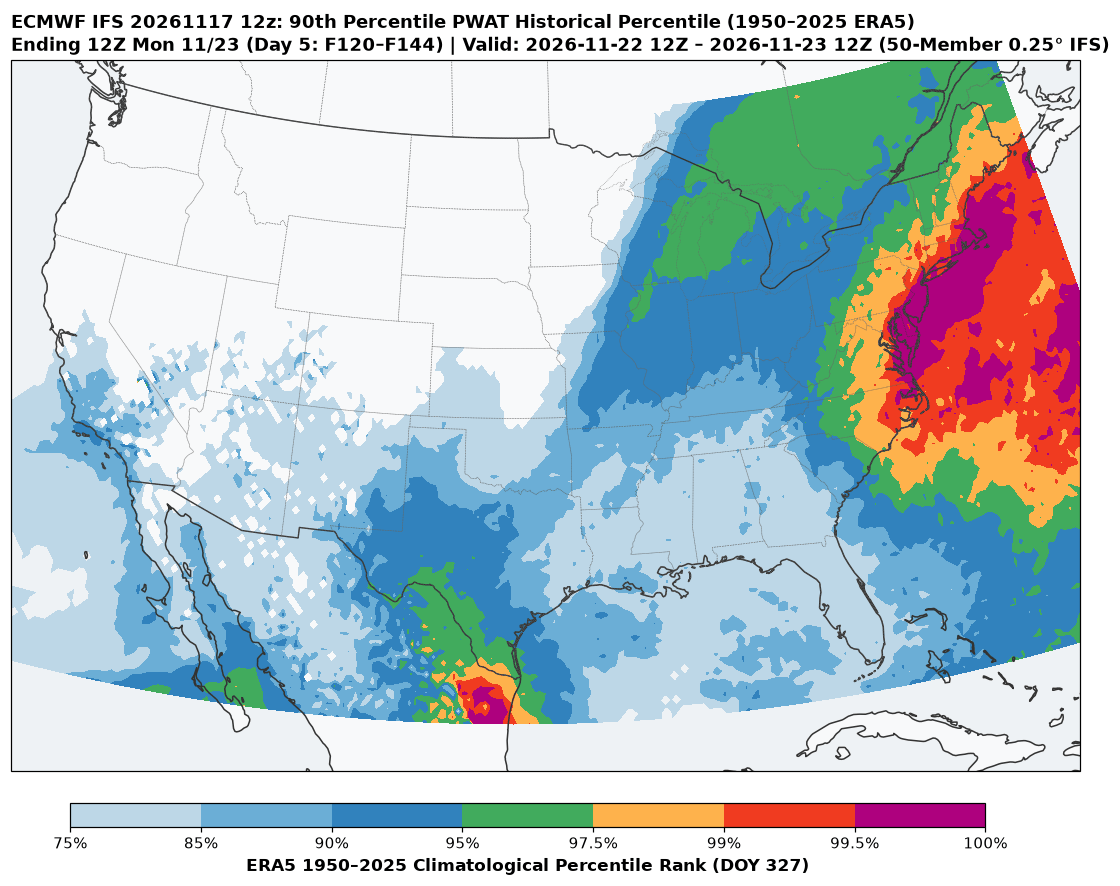 ECMWF IFS 20261117 12z: 90th Percentile PWAT Historical Percentile (1950–2025 ERA5)
Ending 12Z Mon 11/23 (Day 5: F120–F144) | Valid: 2026-11-22 12Z – 2026-11-23 12Z (50-Member 0.25° IFS)
75% 85% 90% 95% 97.5% 99% 99.5% 100%
ERA5 1950–2025 Climatological Percentile Rank (DOY 327)